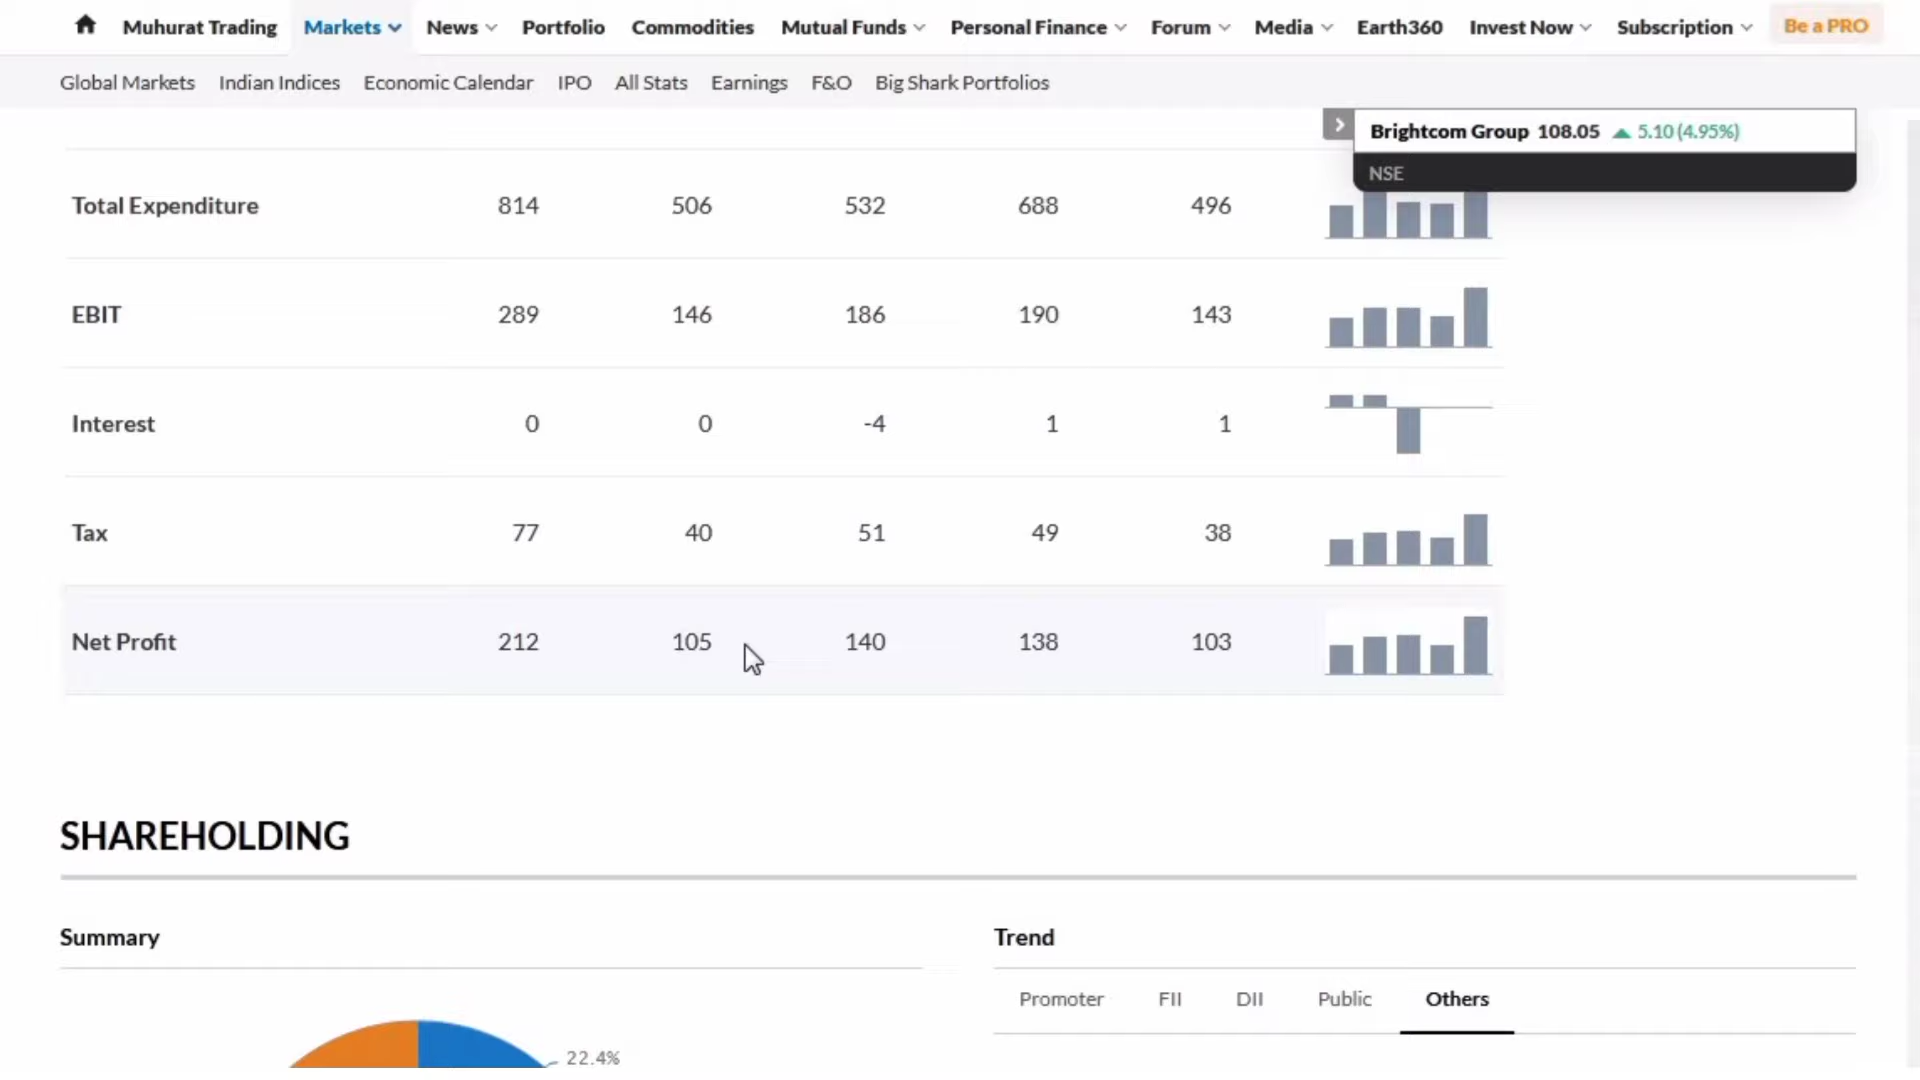 Muhurat Trading Markets News Portfolio Commodities Mutual Funds Personal Finance Forum Media Earth360 Invest Now Subscription Be a PRO
Global Markets Indian Indices Economic Calendar IPO All Stats Earnings F&O Big Shark Portfolios
Brightcom Group 108.05 5.10 (4.95%)
NSE
Total Expenditure 814 506 532 688 496
EBIT 289 146 186 190 143
Interest 0 0 -4 1 1
Tax 77 40 51 49 38
Net Profit 212 105 140 138 103
SHAREHOLDING
Summary Trend
Promoter FII DII Public Others
22.4%